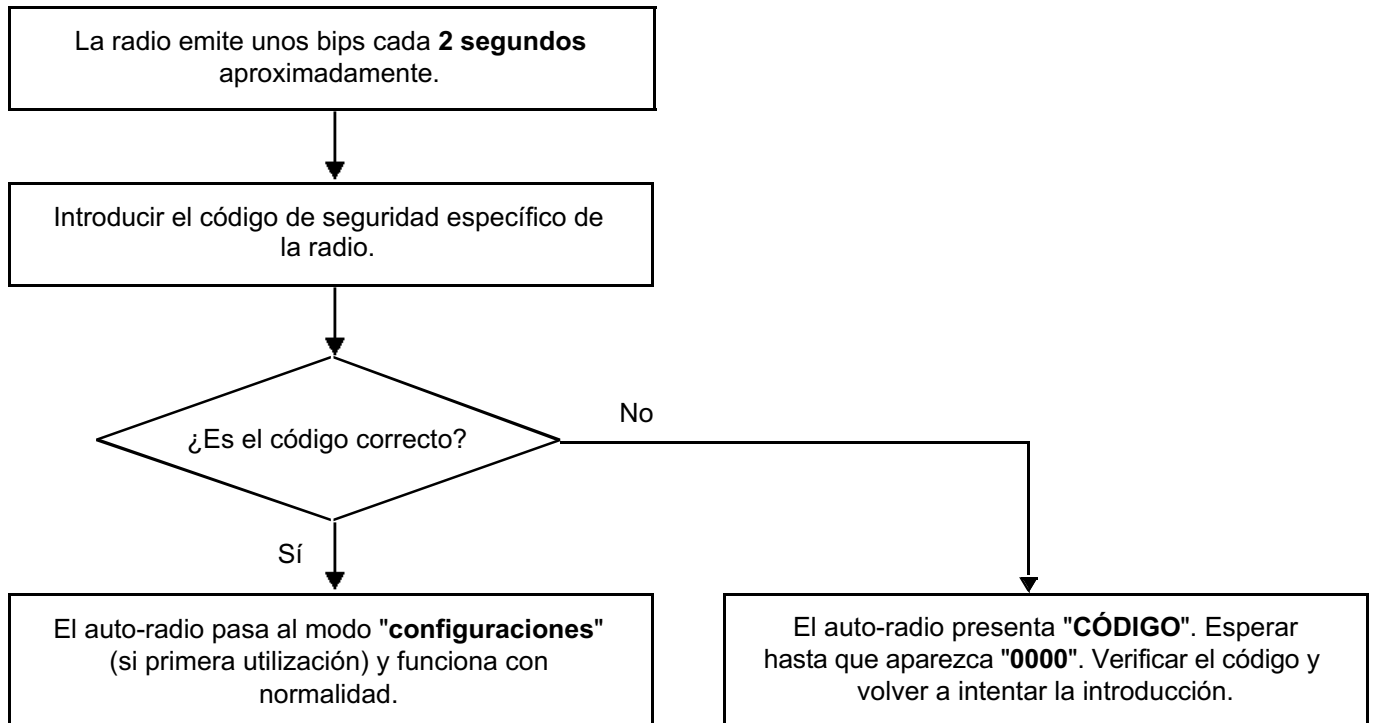 La radio emite unos bips cada 2 segundos
aproximadamente.
Introducir el código de seguridad específico de
la radio.
¿Es el código correcto?
No
Sí
El auto-radio pasa al modo "configuraciones"
(si primera utilización) y funciona con
normalidad.
El auto-radio presenta "CÓDIGO". Esperar
hasta que aparezca "0000". Verificar el código y
volver a intentar la introducción.